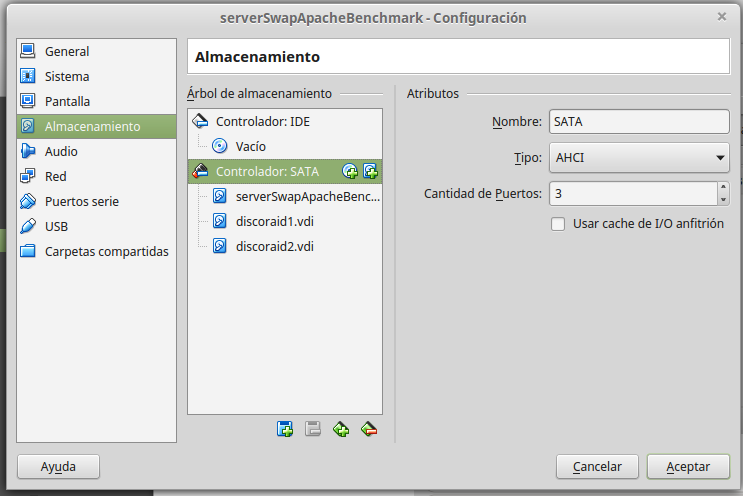 serverSwapApacheBenchmark - Configuración
General
Sistema
Pantalla
Almacenamiento
Audio
Red
Puertos serie
USB
Carpetas compartidas
Almacenamiento
Árbol de almacenamiento
Controlador: IDE
Vacío
Controlador: SATA
serverSwapApacheBenc...
discoraid1.vdi
discoraid2.vdi
Atributos
Nombre: SATA
Tipo: AHCI
Cantidad de Puertos: 3
Usar cache de I/O anfitrión
Ayuda
Cancelar
Aceptar